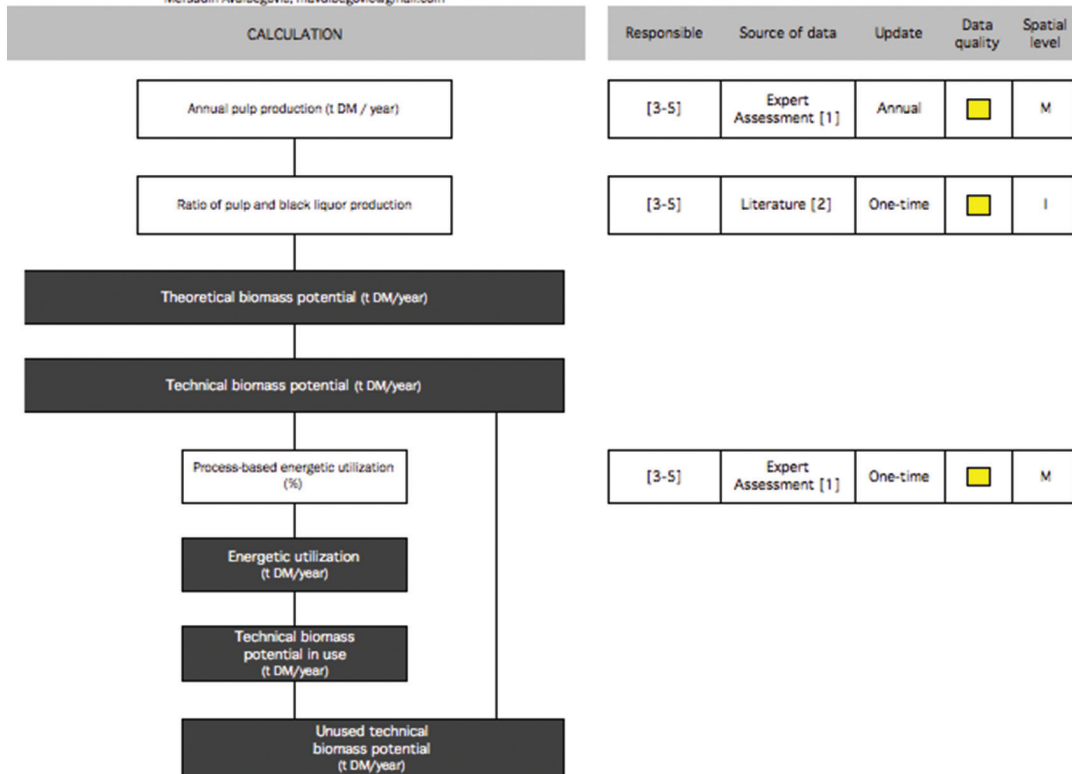 CALCULATION
Responsible
Source of data
Update
Data
quality
Spatial
level
Annual pulp production (t DM / year)
[3-5]
Expert
Assessment [1]
Annual
M
Ratio of pulp and black liquor production
[3-5]
Literature [2]
One-time
I
Theoretical biomass potential (t DM/year)
Technical biomass potential (t DM/year)
Process-based energetic utilization
(%)
[3-5]
Expert
Assessment [1]
One-time
M
Energetic utilization
(t DM/year)
Technical biomass
potential in use
(t DM/year)
Unused technical
biomass potential
(t DM/year)